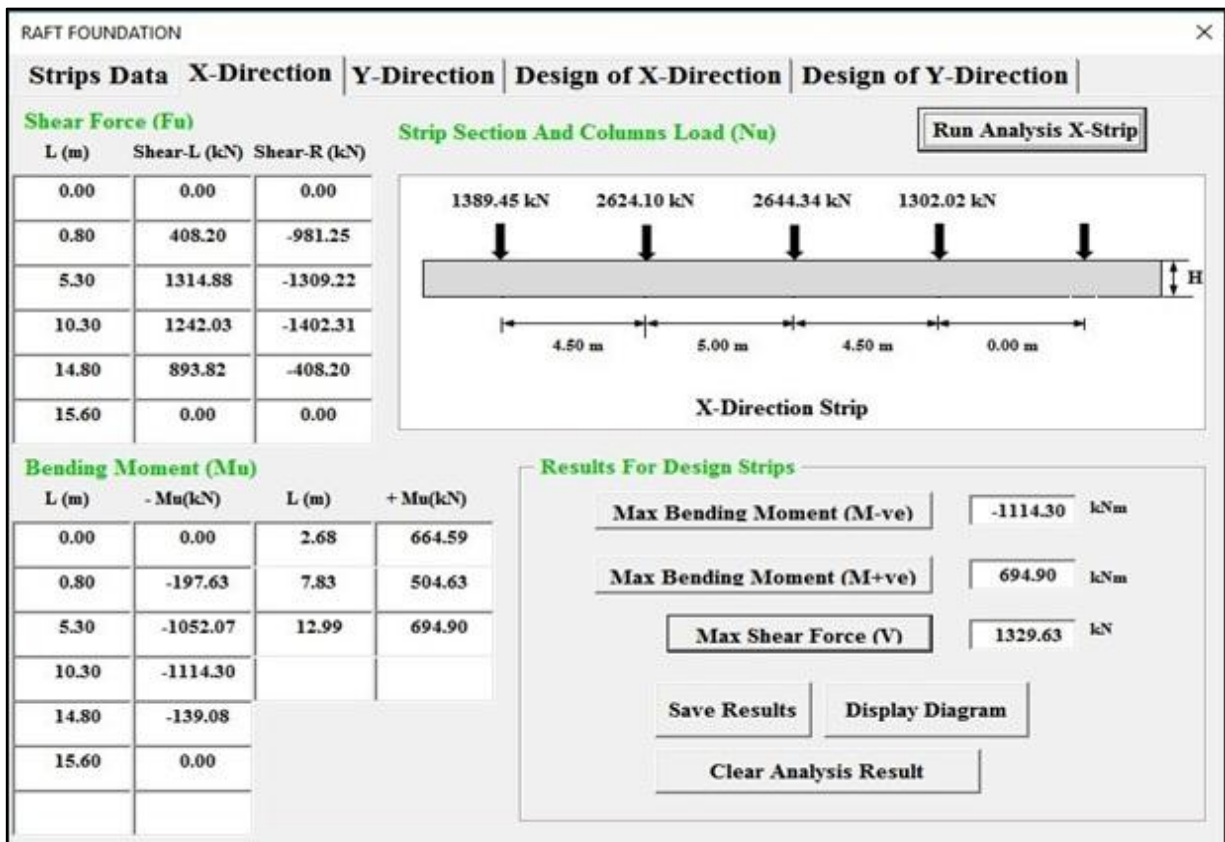 RAFT FOUNDATION
Strips Data X-Direction Y-Direction Design of X-Direction Design of Y-Direction
Shear Force (Fu)
L (m) Shear-L (kN) Shear-R (kN)
0.00 0.00 0.00
0.80 408.20 -981.25
5.30 1314.88 -1309.22
10.30 1242.03 -1402.31
14.80 893.82 -408.20
15.60 0.00 0.00
Strip Section And Columns Load (Nu)
Run Analysis X-Strip
1389.45 kN 2624.10 kN 2644.34 kN 1302.02 kN
H
4.50 m 5.00 m 4.50 m 0.00 m
X-Direction Strip
Bending Moment (Mu)
L (m) - Mu(kN) L (m) + Mu(kN)
0.00 0.00 2.68 664.59
0.80 -197.63 7.83 504.63
5.30 -1052.07 12.99 694.90
10.30 -1114.30
14.80 -139.08
15.60 0.00
Results For Design Strips
Max Bending Moment (M-ve) -1114.30 kNm
Max Bending Moment (M+ve) 694.90 kNm
Max Shear Force (V) 1329.63 kN
Save Results Display Diagram
Clear Analysis Result